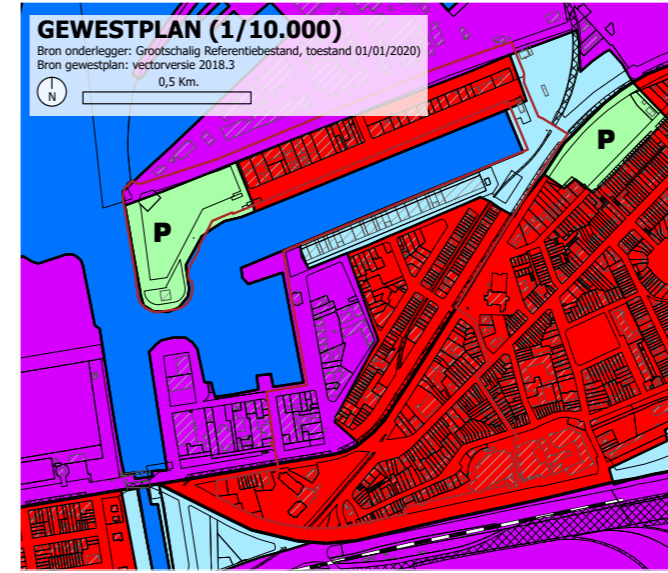 GEWESTPLAN (1/10.000)
Bron onderlegger: Grootschalig Referentiebestand, toestand 01/01/2020)
Bron gewestplan: vectorversie 2018.3
0,5 Km.
N
P
P